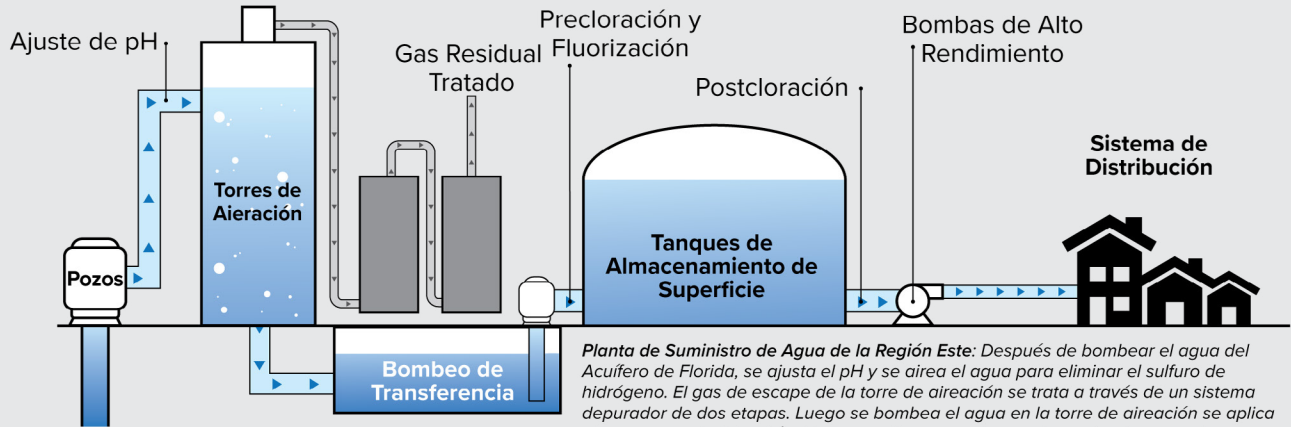 Ajuste de pH
Gas Residual
Tratado
Precloración y
Fluorización
Postcloración
Bombas de Alto
Rendimiento
Sistema de
Distribución
Torres de
Aieración
Pozos
Tanques de
Almacenamiento de
Superficie
Bombeo de
Transferencia
Planta de Suministro de Agua de la Región Este: Después de bombear el agua del
Acuífero de Florida, se ajusta el pH y se airea el agua para eliminar el sulfuro de
hidrógeno. El gas de escape de la torre de aireación se trata a través de un sistema
depurador de dos etapas. Luego se bombea el agua en la torre de aireación se aplica